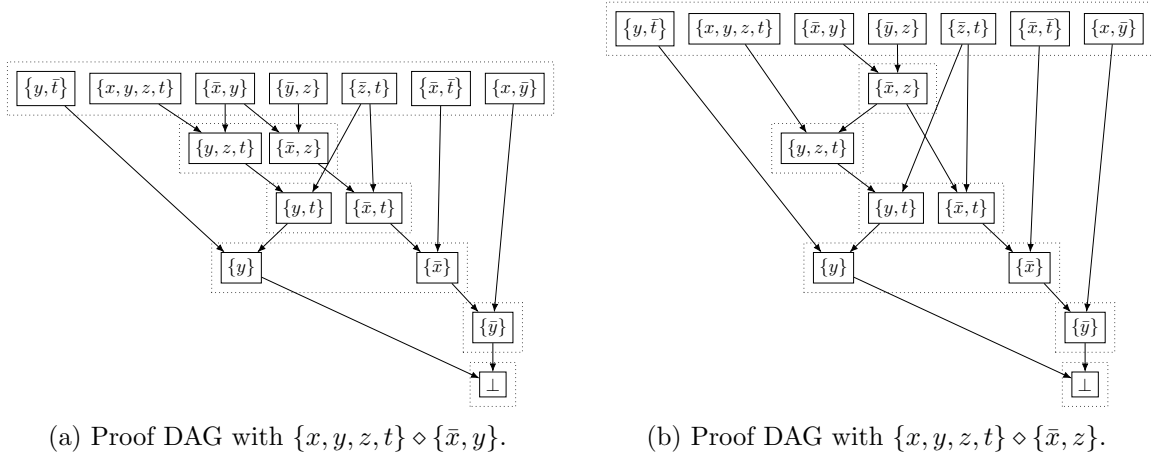 {y, t̄} {x, y, z, t} {x̄, y} {ȳ, z} {z̄, t} {x̄, t̄} {x, ȳ}
{y, z, t} {x̄, z}
{y, t} {x̄, t}
{y} {x̄}
{ȳ}
⊥
(a) Proof DAG with {x, y, z, t} ⋄ {x̄, y}.
{y, t̄} {x, y, z, t} {x̄, y} {ȳ, z} {z̄, t} {x̄, t̄} {x, ȳ}
{x̄, z}
{y, z, t}
{y, t} {x̄, t}
{y} {x̄}
{ȳ}
⊥
(b) Proof DAG with {x, y, z, t} ⋄ {x̄, z}.